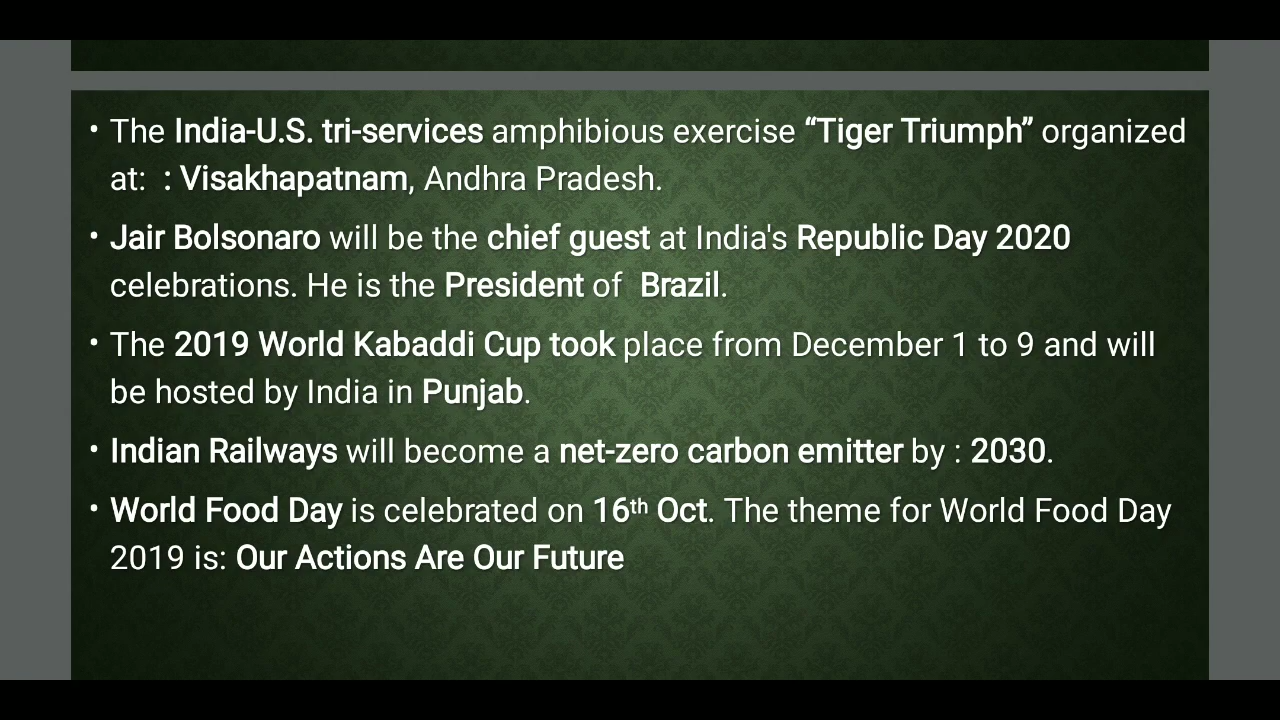 • The India-U.S. tri-services amphibious exercise “Tiger Triumph” organized
at:  : Visakhapatnam, Andhra Pradesh.
• Jair Bolsonaro will be the chief guest at India's Republic Day 2020
celebrations. He is the President of  Brazil.
• The 2019 World Kabaddi Cup took place from December 1 to 9 and will
be hosted by India in Punjab.
• Indian Railways will become a net-zero carbon emitter by : 2030.
• World Food Day is celebrated on 16th Oct. The theme for World Food Day
2019 is: Our Actions Are Our Future